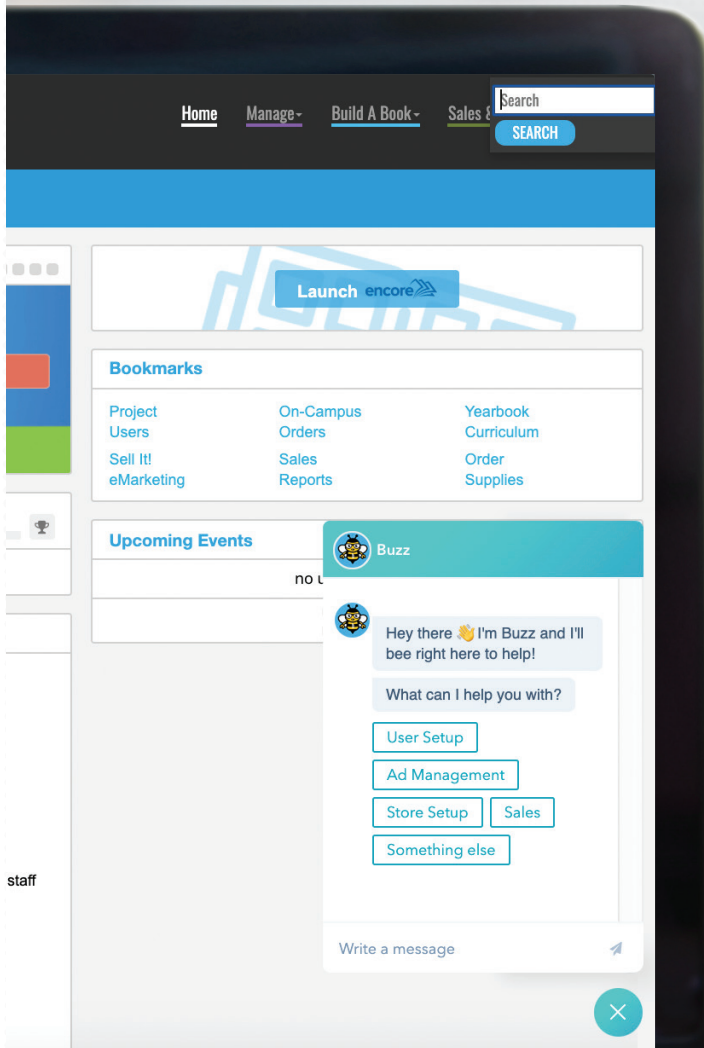 Home Manage Build A Book Sales &
Search
SEARCH
Launch encore
Bookmarks
Project Users
On-Campus Orders
Yearbook Curriculum
Sell It! eMarketing
Sales Reports
Order Supplies
Upcoming Events
no u
Buzz
Hey there 👋 I'm Buzz and I'll
bee right here to help!
What can I help you with?
User Setup
Ad Management
Store Setup Sales
Something else
staff
Write a message